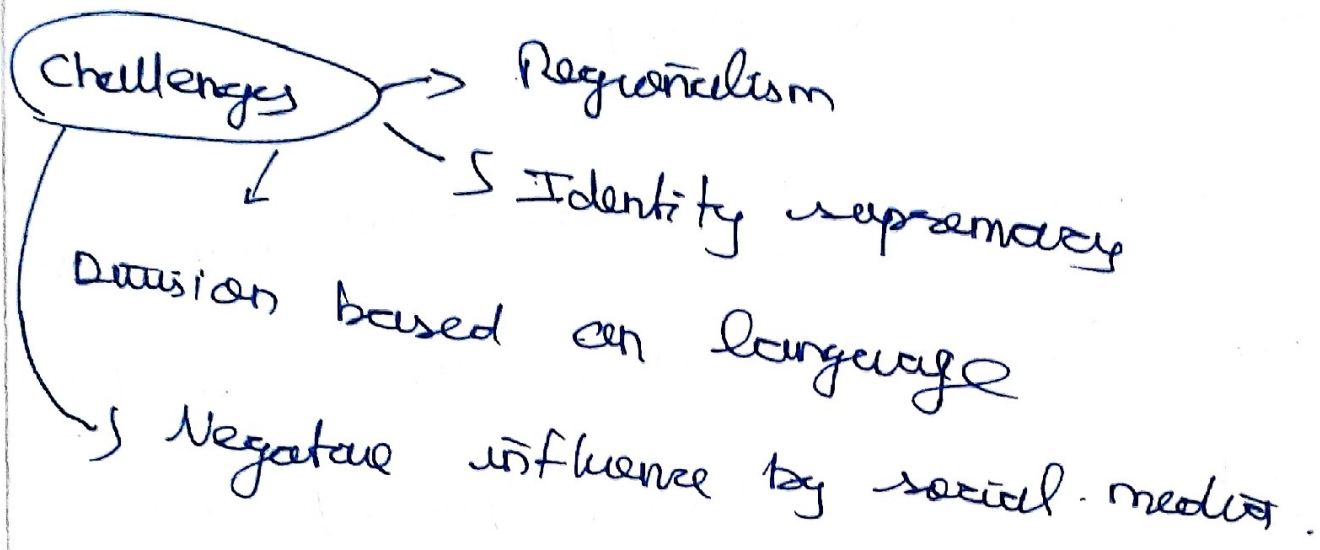 Challenges → Regionalism
→ Identity supremacy
Division based on language
Negative influence by social media.